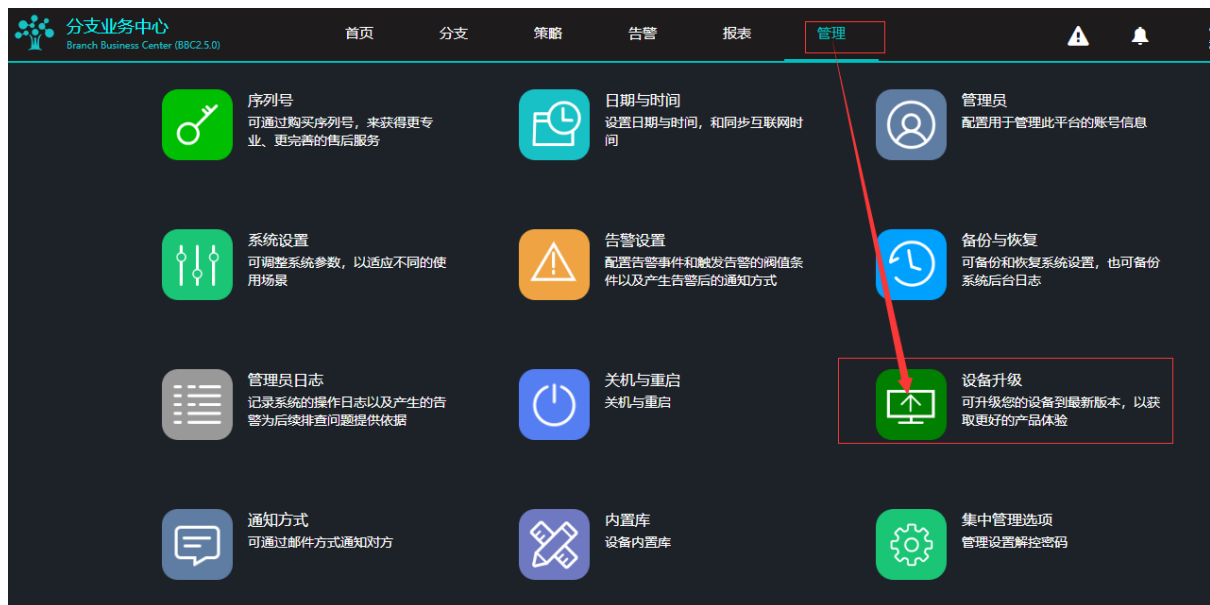 分支业务中心
Branch Business Center (BBC2.5.0)
首页 分支 策略 告警 报表 管理
序列号
可通过购买序列号，来获得更专
业、更完善的售后服务
日期与时间
设置日期与时间，和同步互联网时
间
管理员
配置用于管理此平台的账号信息
系统设置
可调整系统参数，以适应不同的使
用场景
告警设置
配置告警事件和触发告警的阀值条
件以及产生告警后的通知方式
备份与恢复
可备份和恢复系统设置，也可备份
系统后台日志
管理员日志
记录系统的操作日志以及产生的告
警为后续排查问题提供依据
关机与重启
关机与重启
设备升级
可升级您的设备到最新版本，以获
取更好的产品体验
通知方式
可通过邮件方式通知对方
内置库
设备内置库
集中管理选项
管理设置解控密码